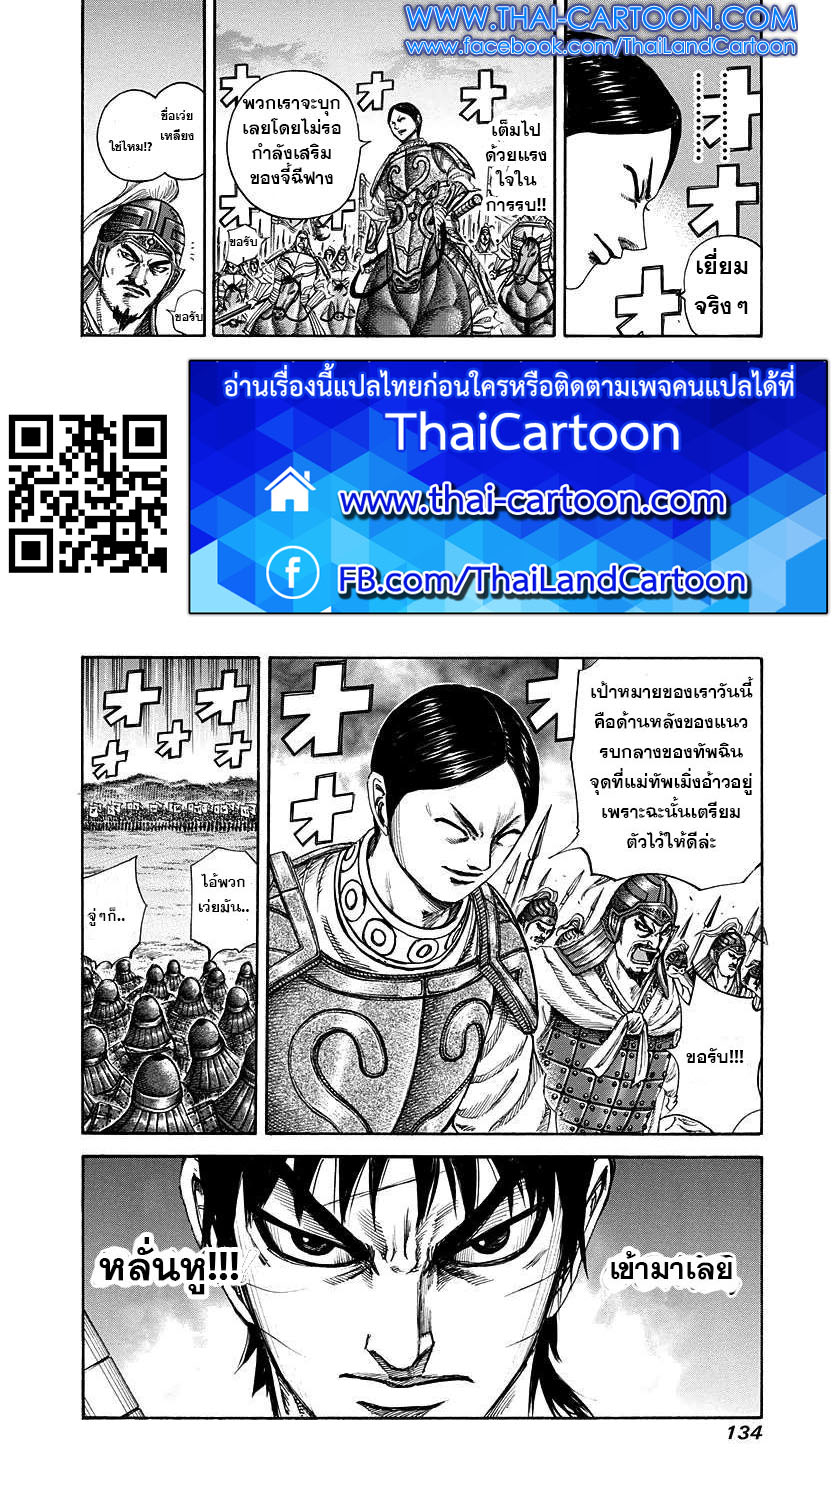 WWW.THAI-CARTOON.COM
www.facebook.com/ThaiLandCartoon
เยี่ยม
จริงๆ
เต็มไป
ด้วยแรง
ใจใน
การรบ!!
พวกเราจะบุก
เลยโดยไม่รอ
กำลังเสริม
ของจี้ฉีฟาง
ขอรับ
ชื่อเว่ย
เหลียง
ใช่ไหม!?
ขอรับ
อ่านเรื่องนี้แปลไทยก่อนใครหรือติดตามเพจคนแปลได้ที่
ThaiCartoon
www.thai-cartoon.com
FB.com/ThaiLandCartoon
เป้าหมายของเราวันนี้
คือด้านหลังของแนว
รบกลางของทัพฉิน
จุดที่แม่ทัพเมิ่งอ้าวอยู่
เพราะฉะนั้นเตรียม
ตัวไว้ให้ดีล่ะ
ขอรับ!!!
ไอ้พวก
เว่ยมัน..
จู่ๆก็..
เข้ามาเลย
หลั่นหู!!!
134